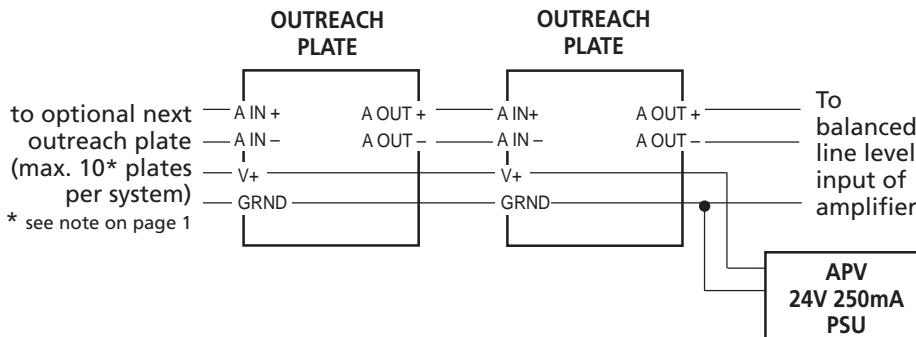 OUTREACH
PLATE
OUTREACH
PLATE
to optional next
outreach plate
(max. 10* plates
per system)
* see note on page 1
A IN +
A IN –
V+
GRND
A OUT +
A OUT –
A IN+
A IN –
V+
GRND
A OUT +
A OUT –
To
balanced
line level
input of
amplifier
APV
24V 250mA
PSU